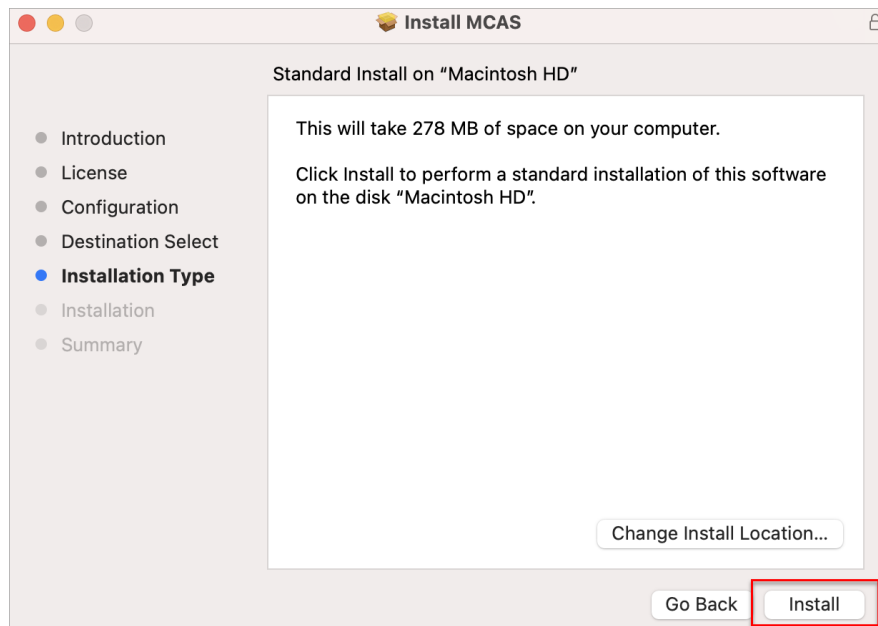 Install MCAS
Standard Install on “Macintosh HD”
Introduction
License
Configuration
Destination Select
Installation Type
Installation
Summary
This will take 278 MB of space on your computer.
Click Install to perform a standard installation of this software
on the disk “Macintosh HD”.
Change Install Location...
Go Back
Install